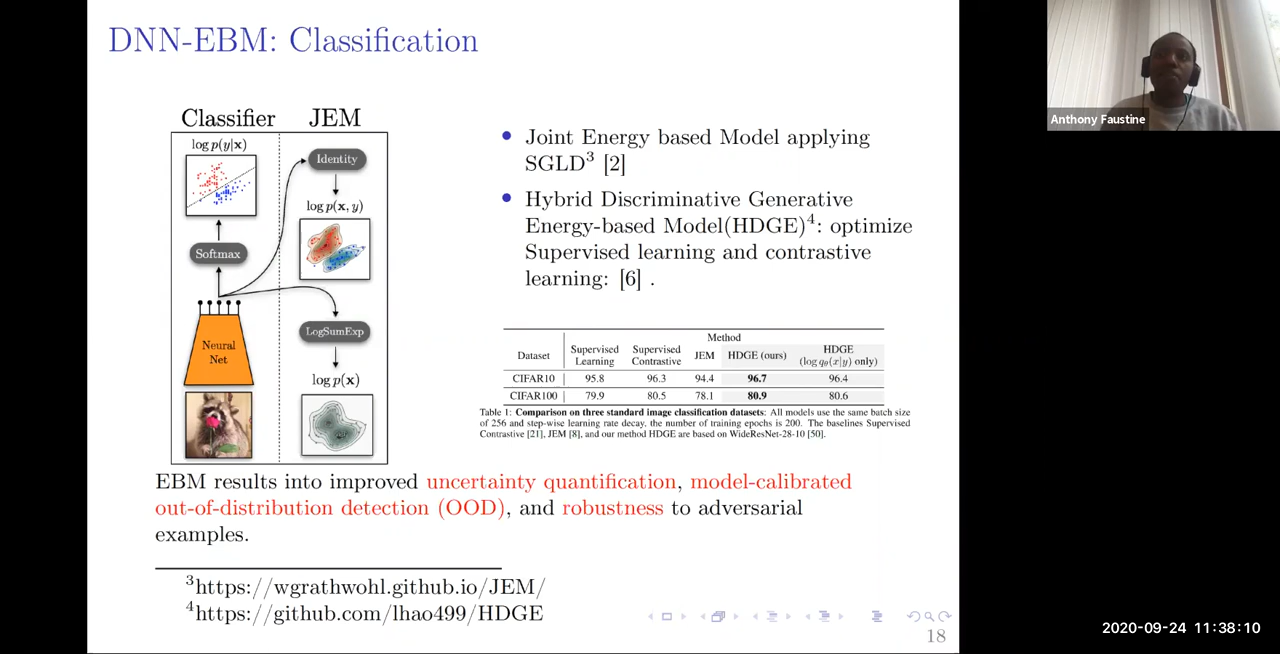 DNN-EBM: Classification
Classifier JEM
log p(y|x)
Identity
log p(x, y)
Softmax
LogSumExp
Neural
Net
log p(x)
• Joint Energy based Model applying
SGLD³ [2]
• Hybrid Discriminative Generative
Energy-based Model(HDGE)⁴: optimize
Supervised learning and contrastive
learning: [6] .
Method
Dataset Supervised Learning Supervised Contrastive JEM HDGE (ours) HDGE (log qθ(x|y) only)
CIFAR10 95.8 96.3 94.4 96.7 96.4
CIFAR100 79.9 80.5 78.1 80.9 80.6
Table 1: Comparison on three standard image classification datasets: All models use the same batch size
of 256 and step-wise learning rate decay, the number of training epochs is 200. The baselines Supervised
Contrastive [21], JEM [8], and our method HDGE are based on WideResNet-28-10 [50].
EBM results into improved uncertainty quantification, model-calibrated
out-of-distribution detection (OOD), and robustness to adversarial
examples.
³https://wgrathwohl.github.io/JEM/
⁴https://github.com/lhao499/HDGE
18
Anthony Faustine
2020-09-24 11:38:10